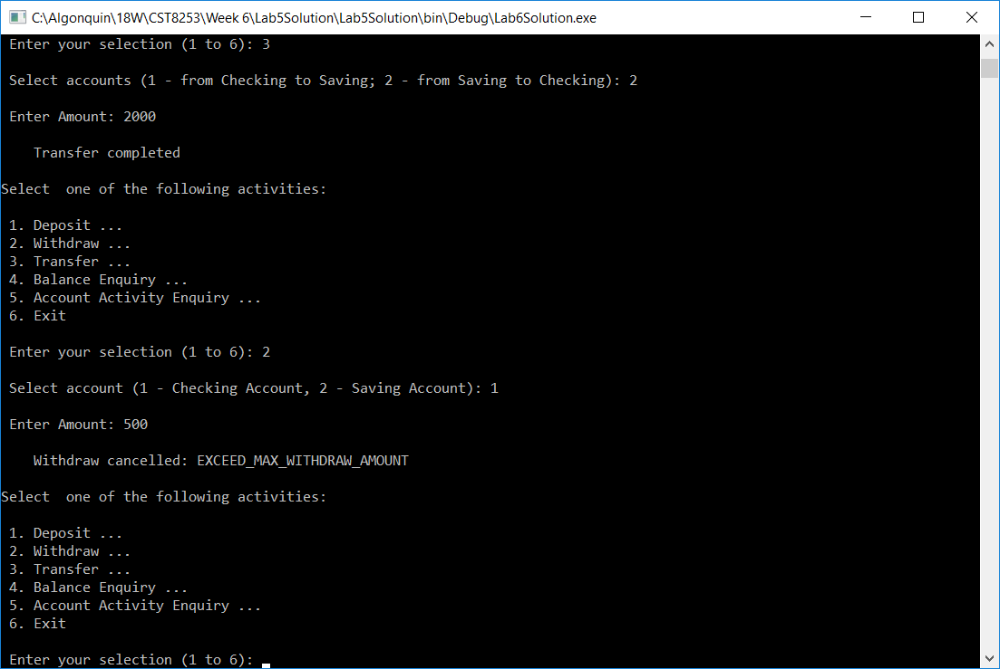 C:\Algonquin\18W\CST8253\Week 6\Lab5Solution\Lab5Solution\bin\Debug\Lab6Solution.exe
Enter your selection (1 to 6): 3
Select accounts (1 - from Checking to Saving; 2 - from Saving to Checking): 2
Enter Amount: 2000
Transfer completed
Select  one of the following activities:
1. Deposit ...
2. Withdraw ...
3. Transfer ...
4. Balance Enquiry ...
5. Account Activity Enquiry ...
6. Exit
Enter your selection (1 to 6): 2
Select account (1 - Checking Account, 2 - Saving Account): 1
Enter Amount: 500
Withdraw cancelled: EXCEED_MAX_WITHDRAW_AMOUNT
Select  one of the following activities:
1. Deposit ...
2. Withdraw ...
3. Transfer ...
4. Balance Enquiry ...
5. Account Activity Enquiry ...
6. Exit
Enter your selection (1 to 6):